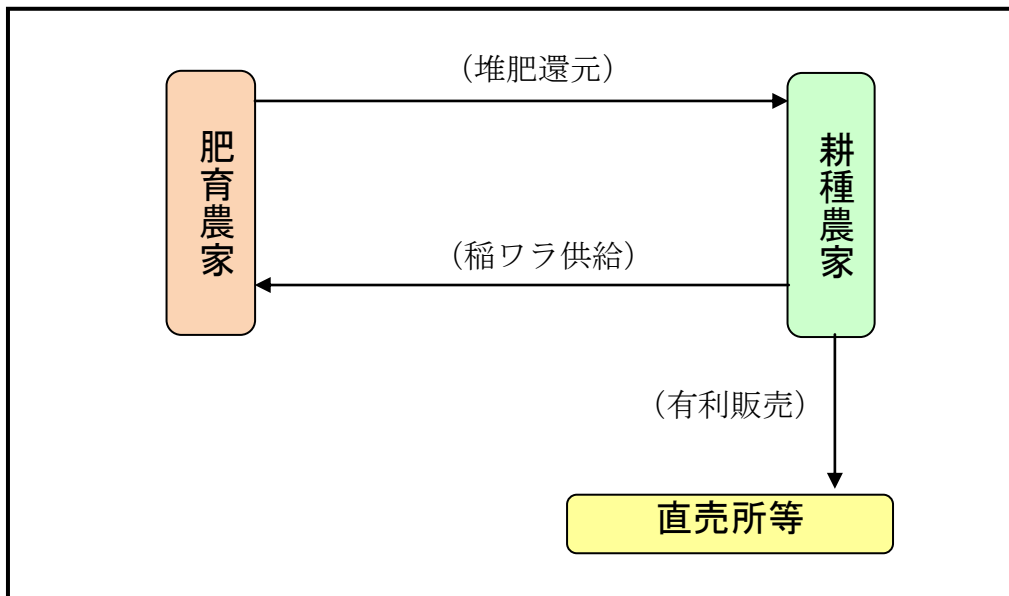 （堆肥還元）
肥育農家
耕種農家
（稲ワラ供給）
（有利販売）
直売所等